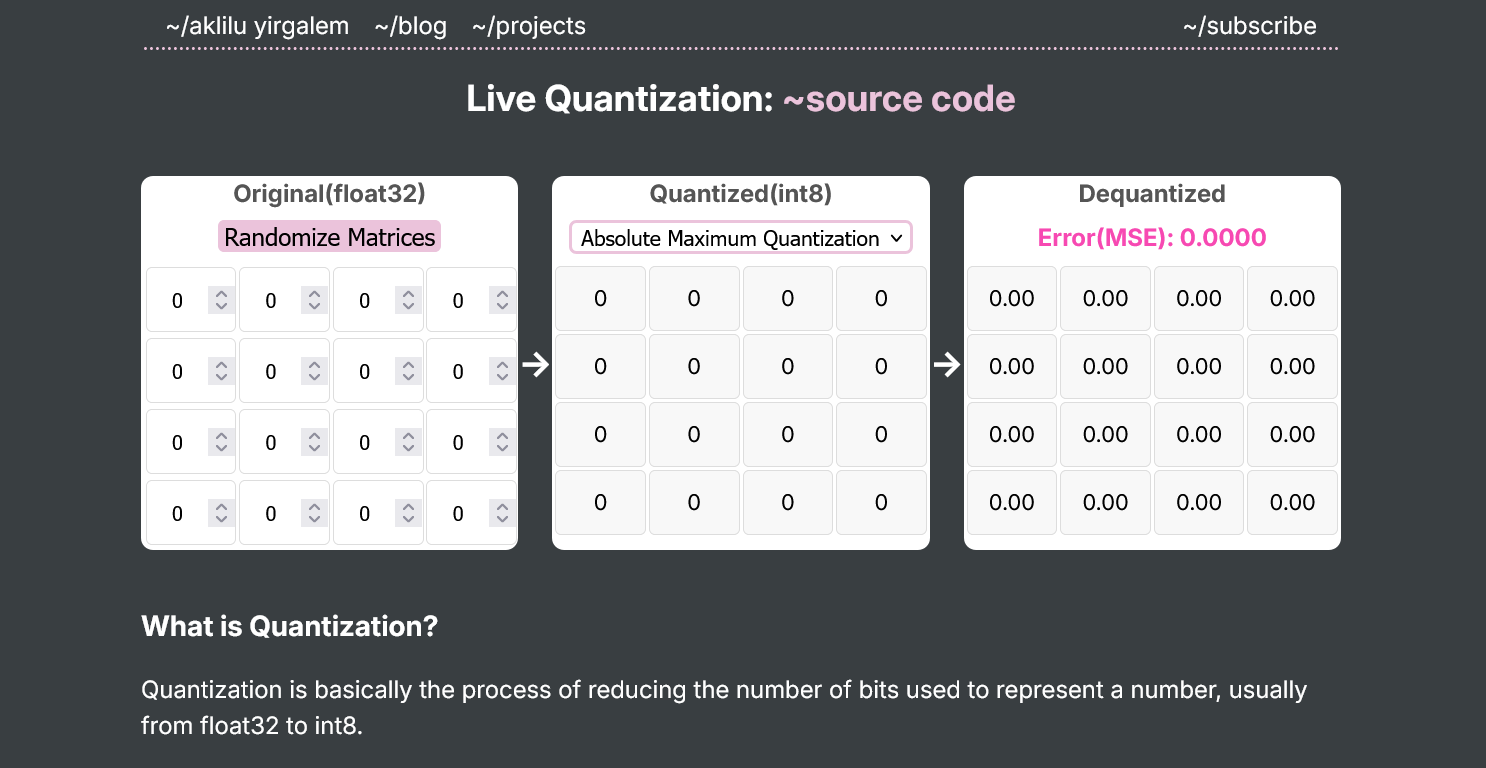 ~/aklilu yirgalem ~/blog ~/projects ~/subscribe
Live Quantization: ~source code
Original(float32) Quantized(int8) Dequantized
Randomize Matrices Absolute Maximum Quantization Error(MSE): 0.0000
0 0 0 0 0 0 0 0 0.00 0.00 0.00 0.00
0 0 0 0 0 0 0 0 0.00 0.00 0.00 0.00
0 0 0 0 0 0 0 0 0.00 0.00 0.00 0.00
0 0 0 0 0 0 0 0 0.00 0.00 0.00 0.00
What is Quantization?
Quantization is basically the process of reducing the number of bits used to represent a number, usually
from float32 to int8.